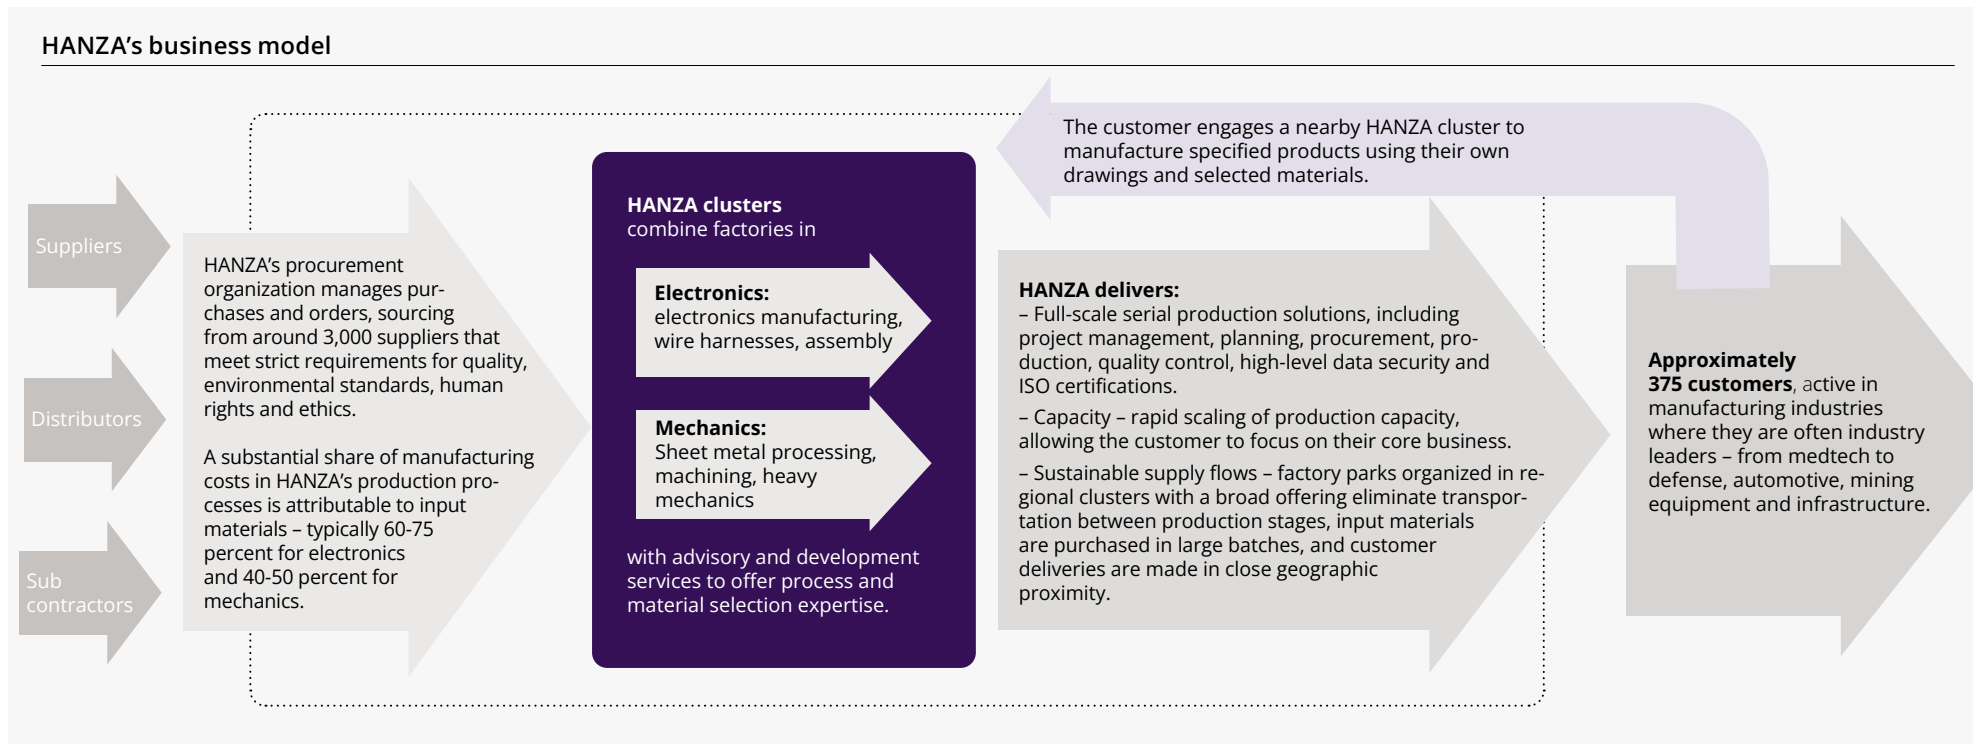 HANZA’s business model
Suppliers
Distributors
Sub
contractors
HANZA’s procurement
organization manages pur-
chases and orders, sourcing
from around 3,000 suppliers that
meet strict requirements for quality,
environmental standards, human
rights and ethics.
A substantial share of manufacturing
costs in HANZA’s production pro-
cesses is attributable to input
materials – typically 60-75
percent for electronics
and 40-50 percent for
mechanics.
HANZA clusters
combine factories in
Electronics:
electronics manufacturing,
wire harnesses, assembly
Mechanics:
Sheet metal processing,
machining, heavy
mechanics
with advisory and development
services to offer process and
material selection expertise.
The customer engages a nearby HANZA cluster to
manufacture specified products using their own
drawings and selected materials.
HANZA delivers:
– Full-scale serial production solutions, including
project management, planning, procurement, pro-
duction, quality control, high-level data security and
ISO certifications.
– Capacity – rapid scaling of production capacity,
allowing the customer to focus on their core business.
– Sustainable supply flows – factory parks organized in re-
gional clusters with a broad offering eliminate transpor-
tation between production stages, input materials
are purchased in large batches, and customer
deliveries are made in close geographic
proximity.
Approximately
375 customers, active in
manufacturing industries
where they are often industry
leaders – from medtech to
defense, automotive, mining
equipment and infrastructure.